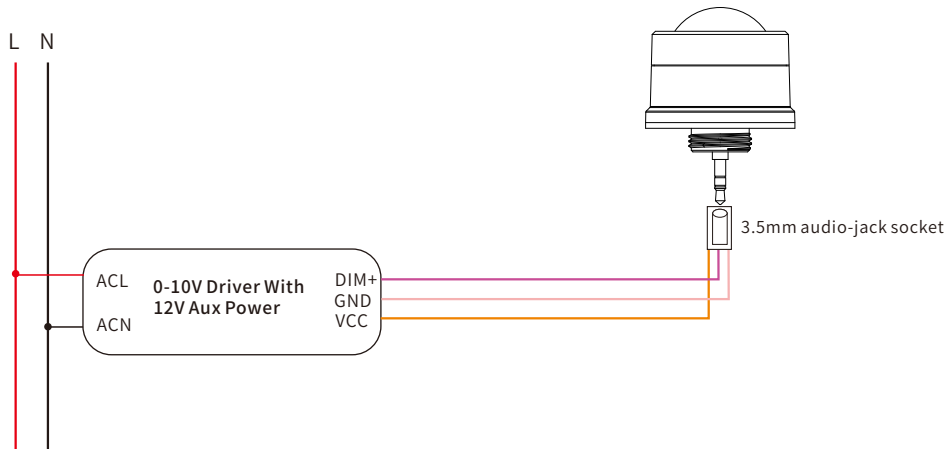 L N
3.5mm audio-jack socket
ACL
0-10V Driver With
12V Aux Power
DIM+
GND
VCC
ACN